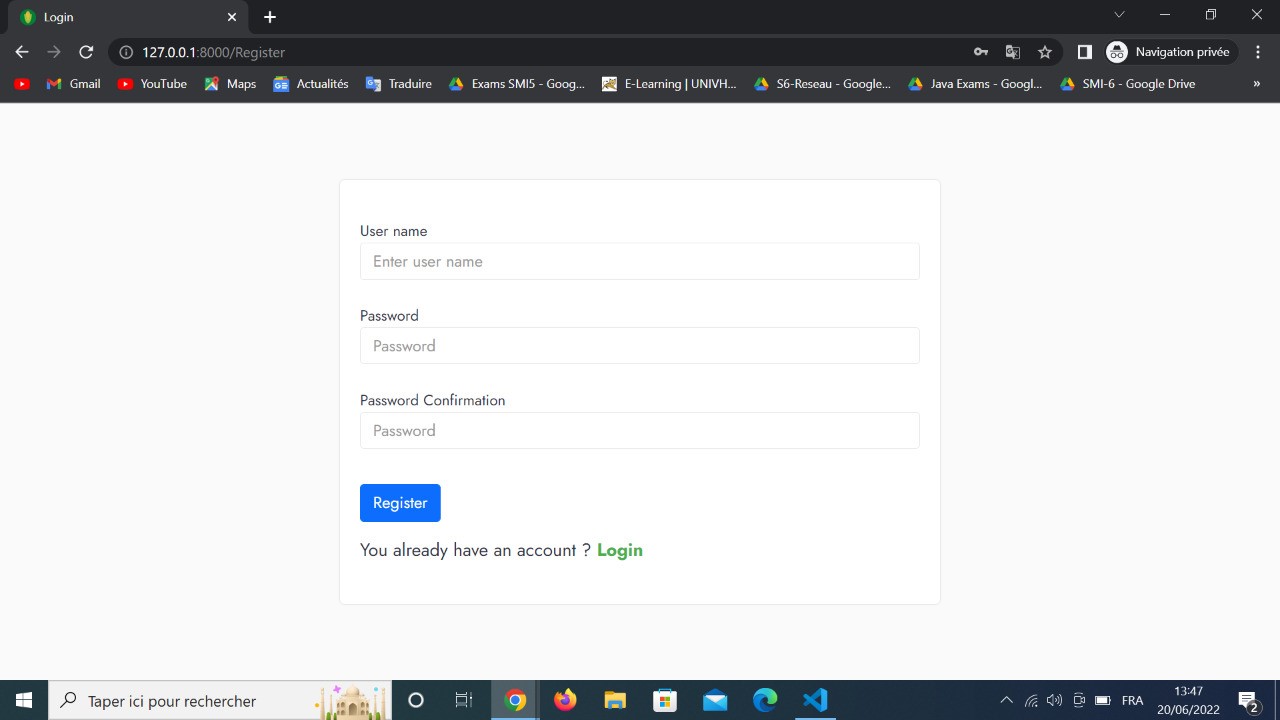 Login
127.0.0.1:8000/Register
Navigation privée
Gmail
YouTube
Maps
GE
Actualités
Traduire
Exams SMI5 - Goog...
E-Learning | UNIVH...
S6-Reseau - Google...
Java Exams - Googl...
SMI-6 - Google Drive
»
User name
Enter user name
Password
Password
Password Confirmation
Password
Register
You already have an account ? Login
Taper ici pour rechercher
FRA
13:47
20/06/2022
2